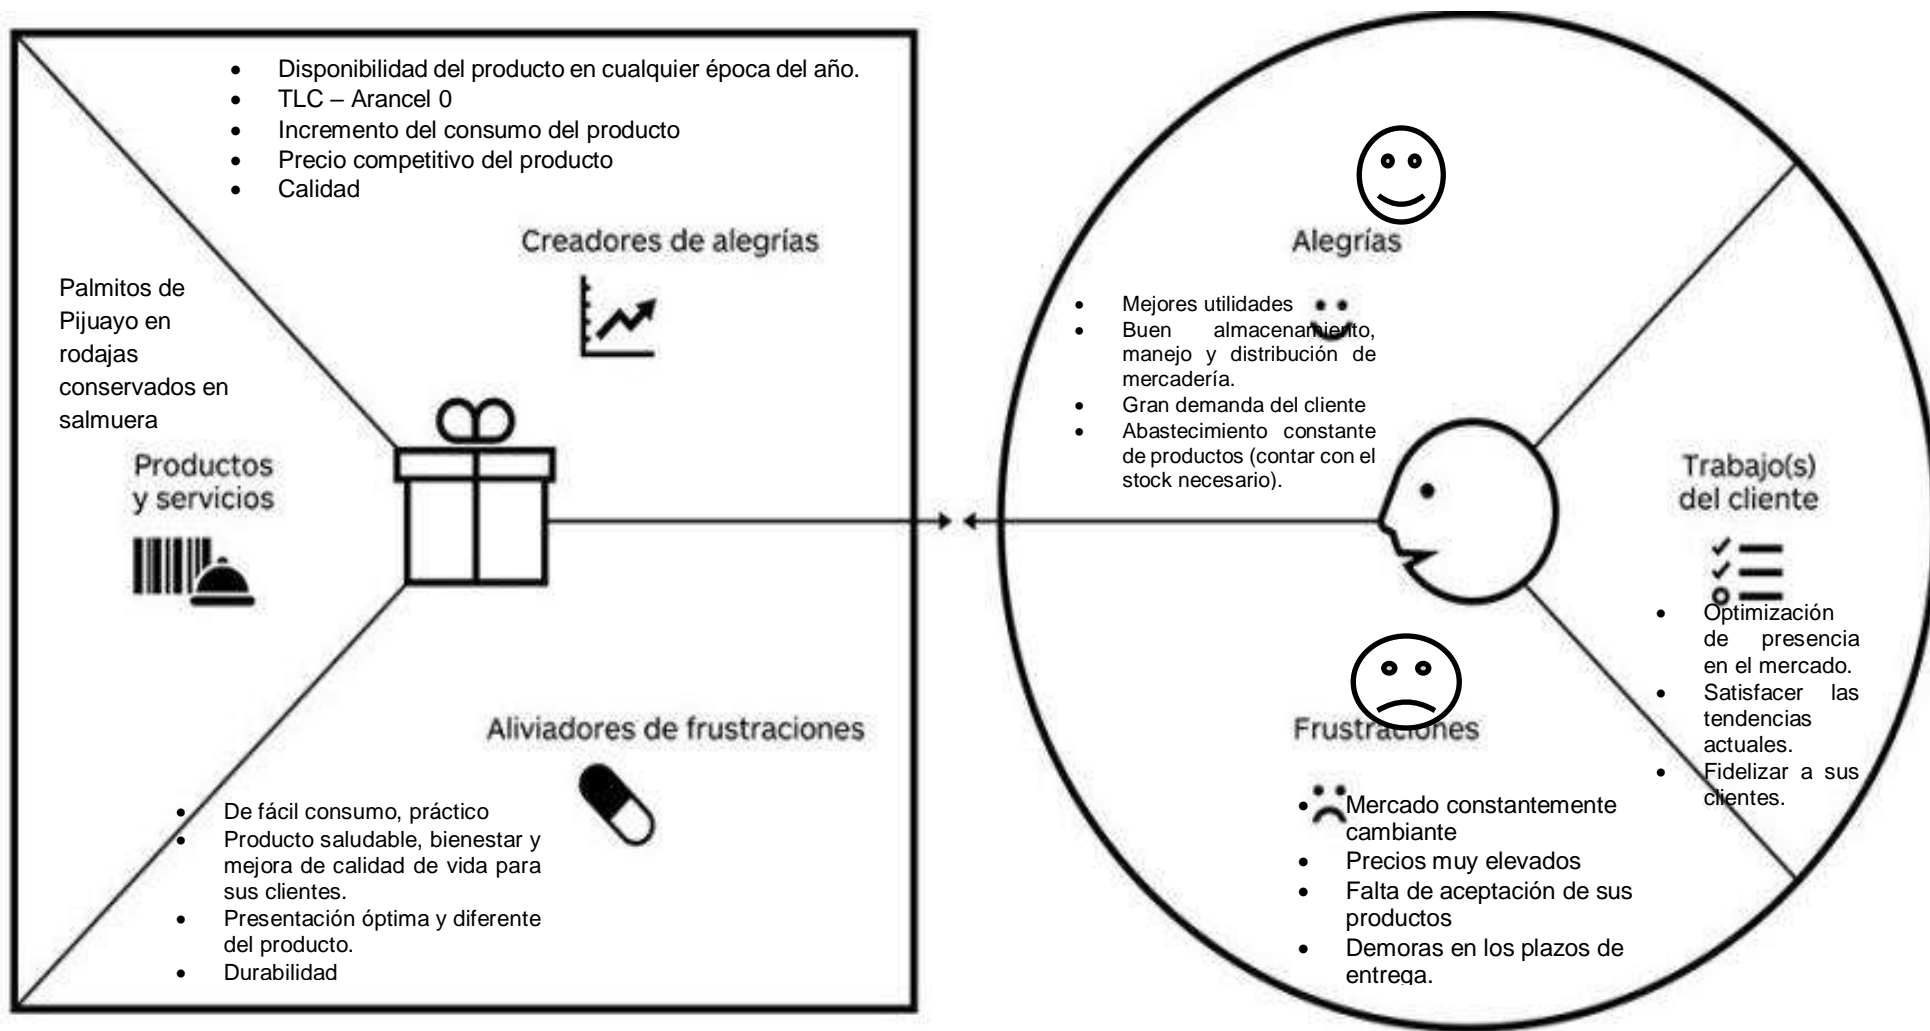 • Disponibilidad del producto en cualquier época del año.
• TLC – Arancel 0
• Incremento del consumo del producto
• Precio competitivo del producto
• Calidad
Creadores de alegrías
Palmitos de
Pijuayo en
rodajas
conservados en
salmuera
Productos
y servicios
Aliviadores de frustraciones
• De fácil consumo, práctico
• Producto saludable, bienestar y
mejora de calidad de vida para
sus clientes.
• Presentación óptima y diferente
del producto.
• Durabilidad
Alegrías
• Mejores utilidades
• Buen almacenamiento,
manejo y distribución de
mercadería.
• Gran demanda del cliente
• Abastecimiento constante
de productos (contar con el
stock necesario).
Trabajo(s)
del cliente
• Optimización
de presencia
en el mercado.
• Satisfacer las
tendencias
actuales.
• Fidelizar a sus
clientes.
Frustraciones
• Mercado constantemente
cambiante
• Precios muy elevados
• Falta de aceptación de sus
productos
• Demoras en los plazos de
entrega.